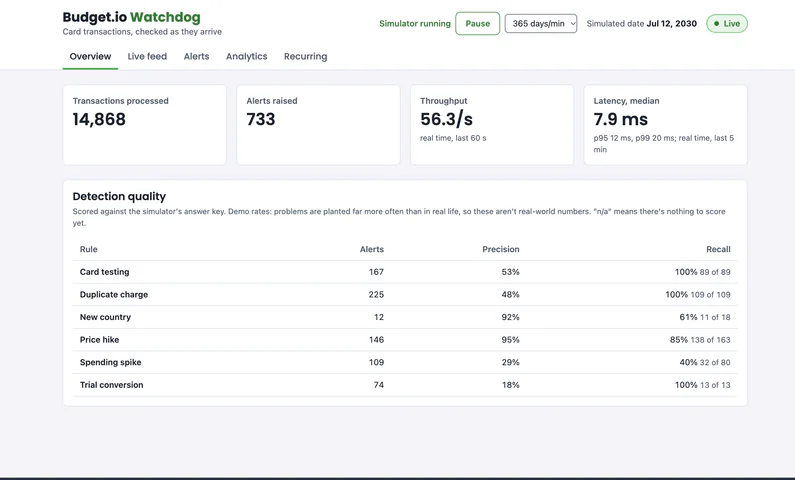 Budget.io Watchdog
Card transactions, checked as they arrive
Simulator running Pause 365 days/min Simulated date Jul 12, 2030 Live
Overview Live feed Alerts Analytics Recurring
Transactions processed
14,868
Alerts raised
733
Throughput
56.3/s
real time, last 60 s
Latency, median
7.9 ms
p95 12 ms, p99 20 ms; real time, last 5
min
Detection quality
Scored against the simulator's answer key. Demo rates: problems are planted far more often than in real life, so these aren't real-world numbers. "n/a" means there's nothing to score
yet.
Rule Alerts Precision Recall
Card testing 167 53% 100% 89 of 89
Duplicate charge 225 48% 100% 109 of 109
New country 12 92% 61% 11 of 18
Price hike 146 95% 85% 138 of 163
Spending spike 109 29% 40% 32 of 80
Trial conversion 74 18% 100% 13 of 13